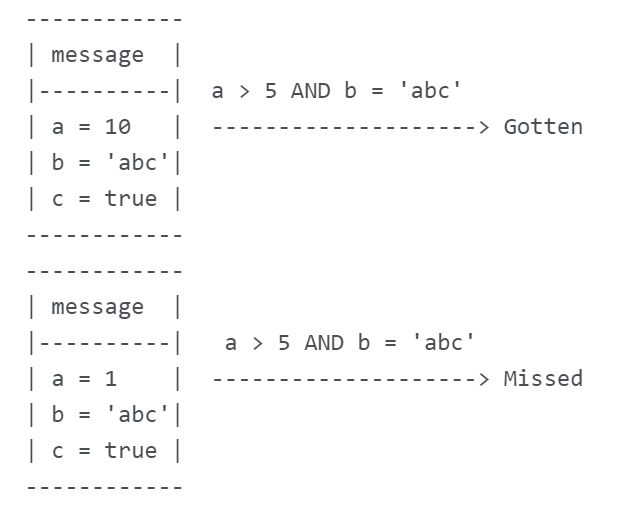 ------------
| message  |
|----------|  a > 5 AND b = 'abc'
| a = 10   |  --------------------> Gotten
| b = 'abc'|
| c = true |
------------
------------
| message  |
|----------|   a > 5 AND b = 'abc'
| a = 1    |  --------------------> Missed
| b = 'abc'|
| c = true |
------------